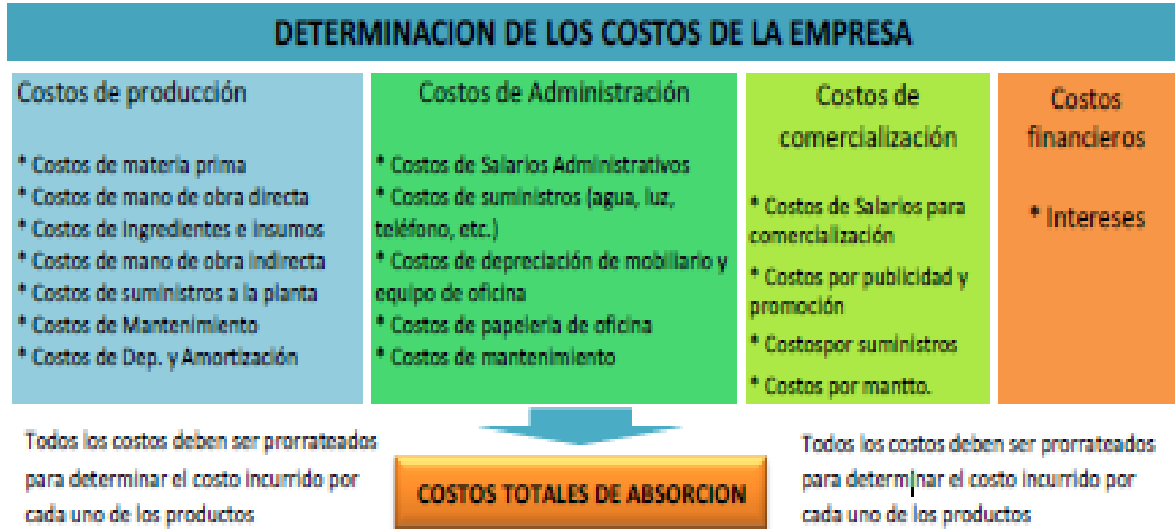 DETERMINACION DE LOS COSTOS DE LA EMPRESA
Costos de producción
* Costos de materia prima
* Costos de mano de obra directa
* Costos de Ingredientes e Insumos
* Costos de mano de obra indirecta
* Costos de suministros a la planta
* Costos de Mantenimiento
* Costos de Dep. y Amortización
Costos de Administración
* Costos de Salarios Administrativos
* Costos de suministros (agua, luz,
teléfono, etc.)
* Costos de depreciación de mobiliario y
equipo de oficina
* Costos de papeleria de oficina
* Costos de mantenimiento
Costos de
comercialización
* Costos de Salarios para
comercialización
* Costos por publicidad y
promoción
* Costospor suministros
* Costos por mantto.
Costos
financieros
* Intereses
Todos los costos deben ser prorrateados
para determinar el costo incurrido por
cada uno de los productos
COSTOS TOTALES DE ABSORCION
Todos los costos deben ser prorrateados
para determinar el costo incurrido por
cada uno de los productos